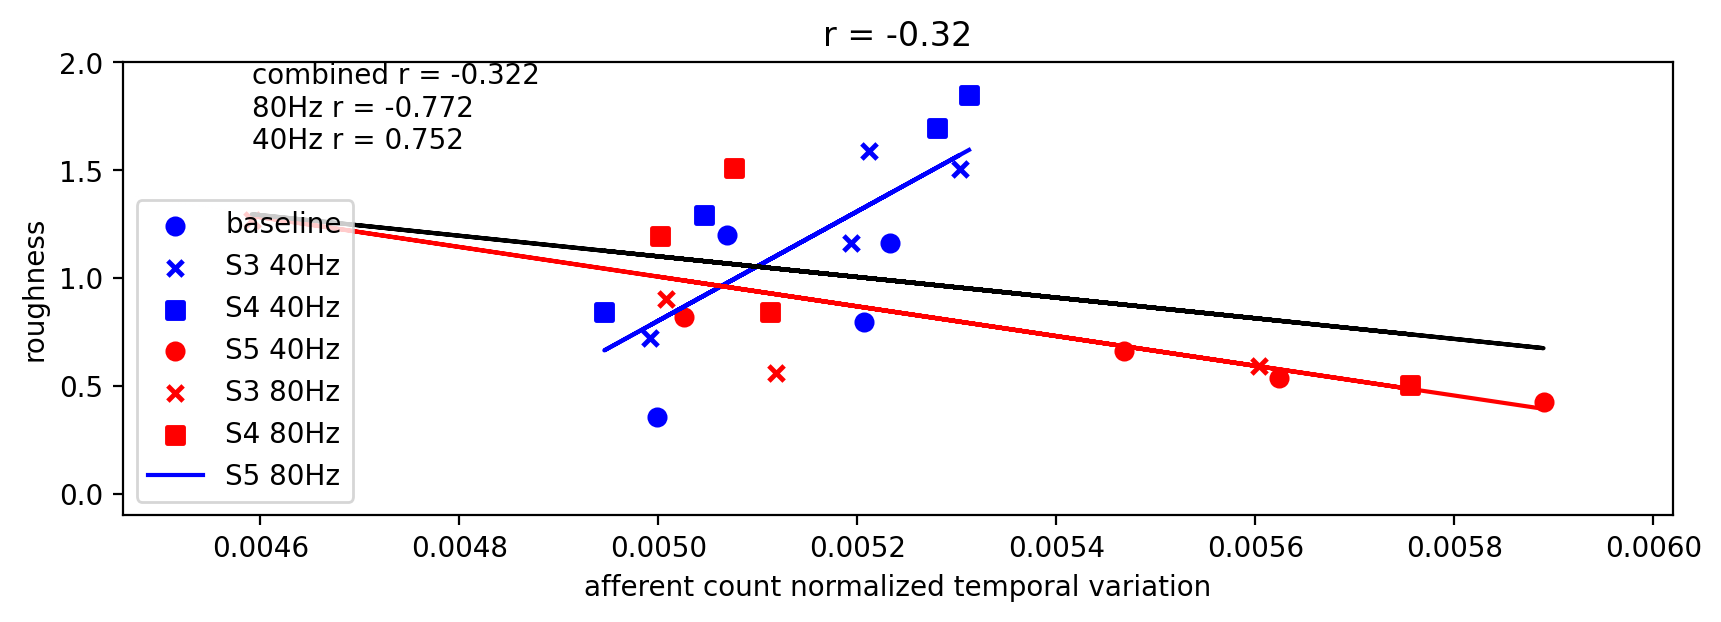 r = -0.32
combined r = -0.322
80Hz r = -0.772
40Hz r = 0.752
2.0
1.5
1.0
0.5
0.0
roughness
baseline
S3 40Hz
S4 40Hz
S5 40Hz
S3 80Hz
S4 80Hz
S5 80Hz
0.0046 0.0048 0.0050 0.0052 0.0054 0.0056 0.0058 0.0060
afferent count normalized temporal variation